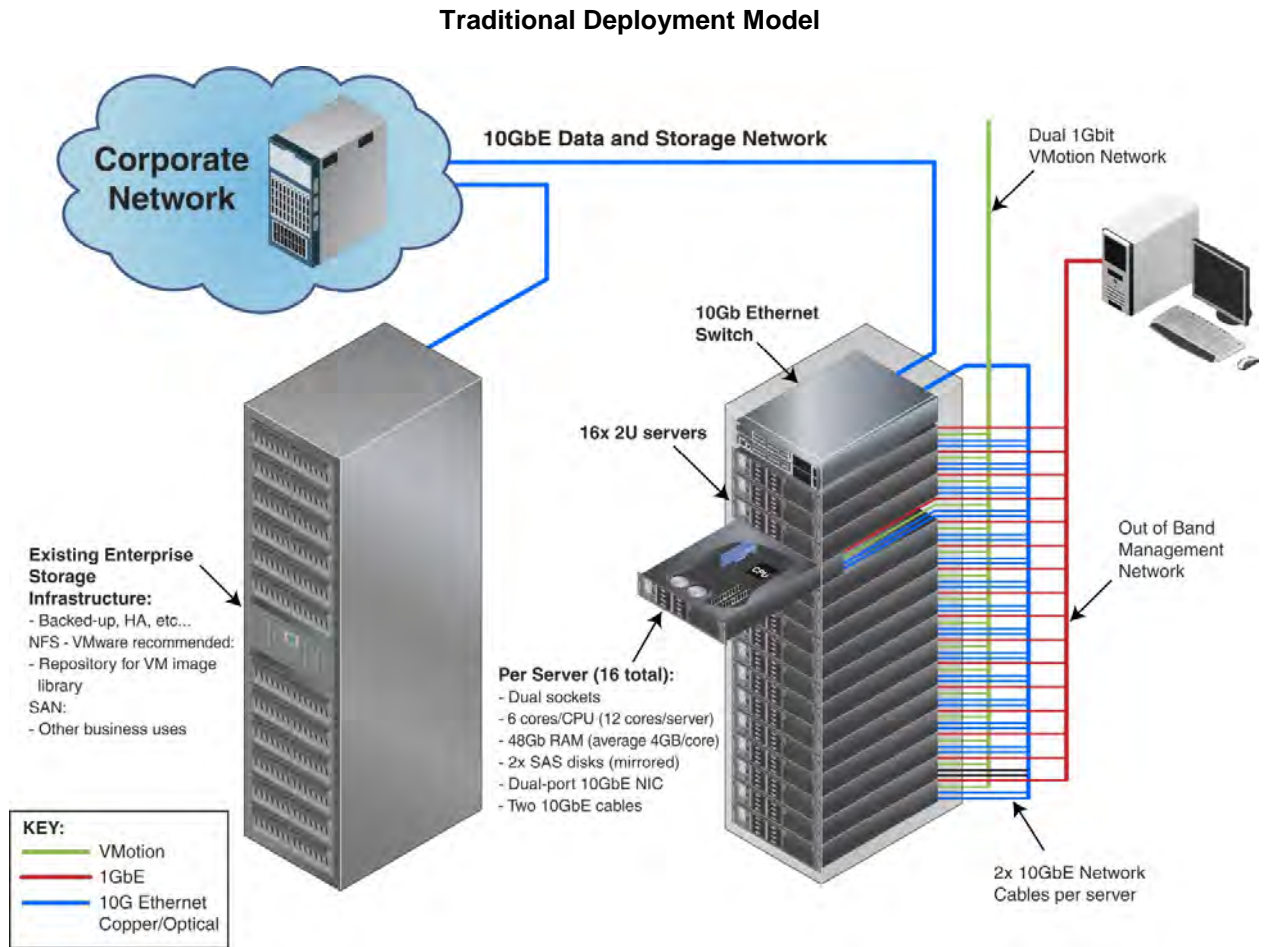 Traditional Deployment Model
Corporate
Network
10GbE Data and Storage Network
Dual 1Gbit
VMotion Network
10Gb Ethernet
Switch
16x 2U servers
CPU
Out of Band
Management
Network
Existing Enterprise
Storage
Infrastructure:
- Backed-up, HA, etc...
NFS - VMware recommended:
- Repository for VM image
library
SAN:
- Other business uses
Per Server (16 total):
- Dual sockets
- 6 cores/CPU (12 cores/server)
- 48Gb RAM (average 4GB/core)
- 2x SAS disks (mirrored)
- Dual-port 10GbE NIC
- Two 10GbE cables
2x 10GbE Network
Cables per server
KEY:
VMotion
1GbE
10G Ethernet
Copper/Optical